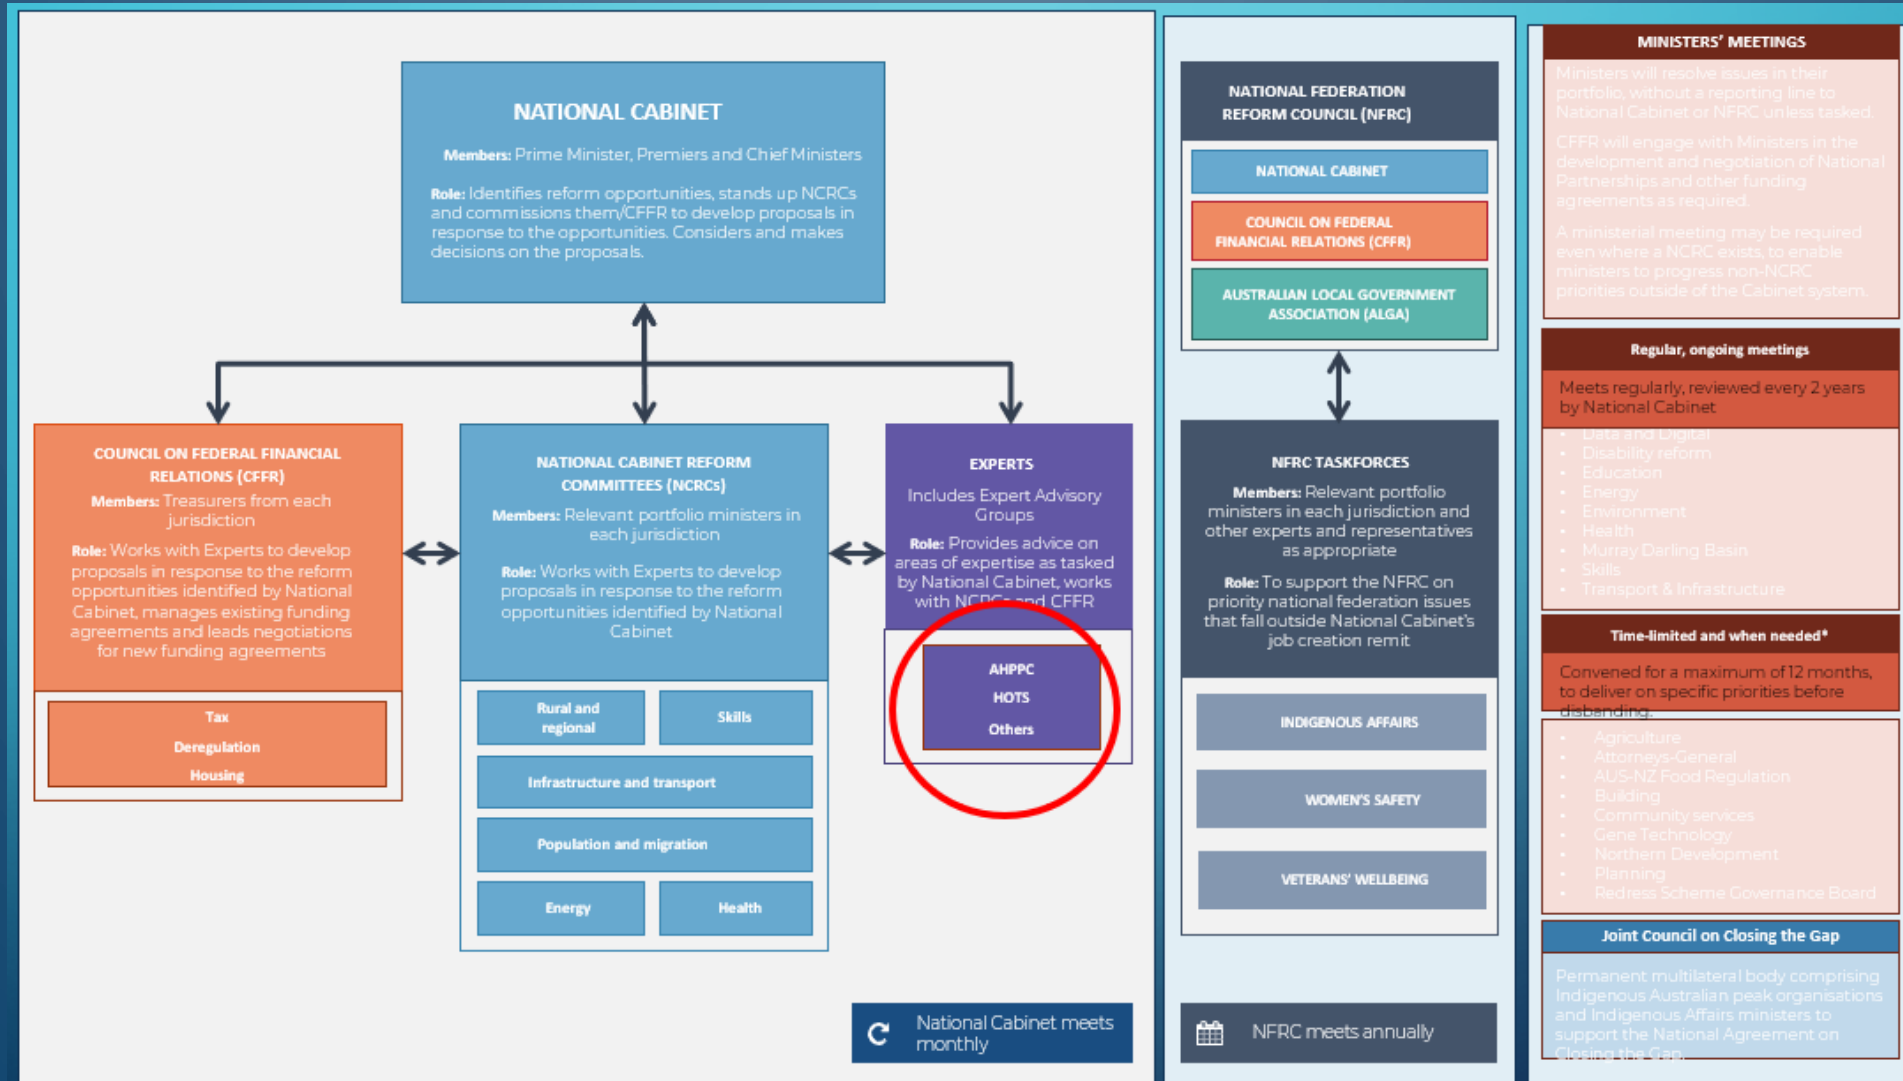 NATIONAL CABINET
Members: Prime Minister, Premiers and Chief Ministers
Role: Identifies reform opportunities, stands up NCRCs
and commissions them/CFFR to develop proposals in
response to the opportunities. Considers and makes
decisions on the proposals.
COUNCIL ON FEDERAL FINANCIAL
RELATIONS (CFFR)
Members: Treasurers from each
jurisdiction
Role: Works with Experts to develop
proposals in response to the reform
opportunities identified by National
Cabinet, manages existing funding
agreements and leads negotiations
for new funding agreements
Tax
Deregulation
Housing
NATIONAL CABINET REFORM
COMMITTEES (NCRCs)
Members: Relevant portfolio ministers in
each jurisdiction
Role: Works with Experts to develop
proposals in response to the reform
opportunities identified by National
Cabinet
Rural and
regional
Skills
Infrastructure and transport
Population and migration
Energy
Health
EXPERTS
Includes Expert Advisory
Groups
Role: Provides advice on
areas of expertise as tasked
by National Cabinet, works
with NCRCs and CFFR
AHPPC
HOTS
Others
National Cabinet meets
monthly
NATIONAL FEDERATION
REFORM COUNCIL (NFRC)
NATIONAL CABINET
COUNCIL ON FEDERAL
FINANCIAL RELATIONS (CFFR)
AUSTRALIAN LOCAL GOVERNMENT
ASSOCIATION (ALGA)
NFRC TASKFORCES
Members: Relevant portfolio
ministers in each jurisdiction and
other experts and representatives
as appropriate
Role: To support the NFRC on
priority national federation issues
that fall outside National Cabinet's
job creation remit
INDIGENOUS AFFAIRS
WOMEN'S SAFETY
VETERANS' WELLBEING
NFRC meets annually
MINISTERS' MEETINGS
Ministers will resolve issues in their
portfolio, without a reporting line to
National Cabinet or NFRC unless tasked.
CFFR will engage with Ministers in the
development and negotiation of National
Partnerships and other funding
agreements as required.
A ministerial meeting may be required
even where a NCRC exists, to enable
ministers to progress non-NCRC
priorities outside of the Cabinet system.
Regular, ongoing meetings
Meets regularly, reviewed every 2 years
by National Cabinet
• Data and Digital
• Disability reform
• Education
• Energy
• Environment
• Health
• Murray Darling Basin
• Skills
• Transport & Infrastructure
Time-limited and when needed*
Convened for a maximum of 12 months,
to deliver on specific priorities before
disbanding.
• Agriculture
• Attorneys-General
• AUS-NZ Food Regulation
• Building
• Community services
• Gene Technology
• Northern Development
• Planning
• Redress Scheme Governance Board
Joint Council on Closing the Gap
Permanent multilateral body comprising
Indigenous Australian peak organisations
and Indigenous Affairs ministers to
support the National Agreement on
Closing the Gap.